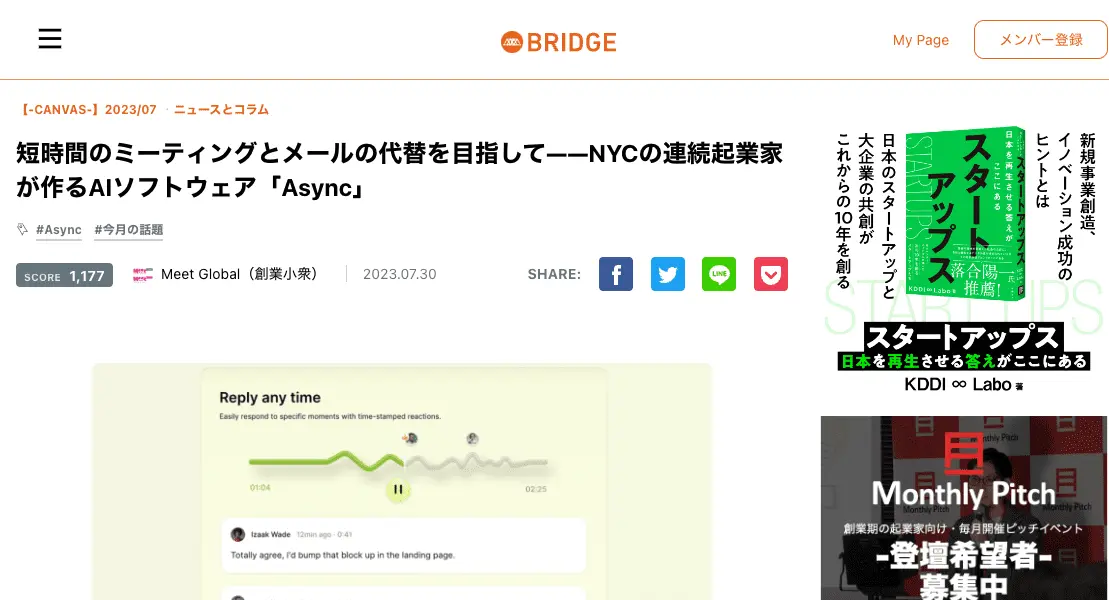 BRIDGE
My Page
メンバー登録
【-CANVAS-】2023/07 · ニュースとコラム
短時間のミーティングとメールの代替を目指して——NYCの連続起業家
が作るAIソフトウェア「Async」
#Async #今月の話題
SCORE 1,177
Meet Global（創業小衆）
2023.07.30
SHARE:
LINE
Reply any time
Easily respond to specific moments with time-stamped reactions.
01:04
02:25
Izaak Wade 12min ago · 0:41
Totally agree, I'd bump that block up in the landing page.
新規事業創造、
イノベーション成功の
ヒントとは
日本を再生させる答えが
ここにある
スタート
アップス
STARTUPS
落合陽一氏
推薦!
KDDI ∞ Labo 著
日本のスタートアップと
大企業の共創が
これからの10年を創る
STARTUPS
スタートアップス
日本を再生させる答えがここにある
KDDI ∞ Labo 著
Monthly Pitch
Monthly Pitch
創業期の起業家向け・毎月開催ピッチイベント
-登壇希望者-
募集中